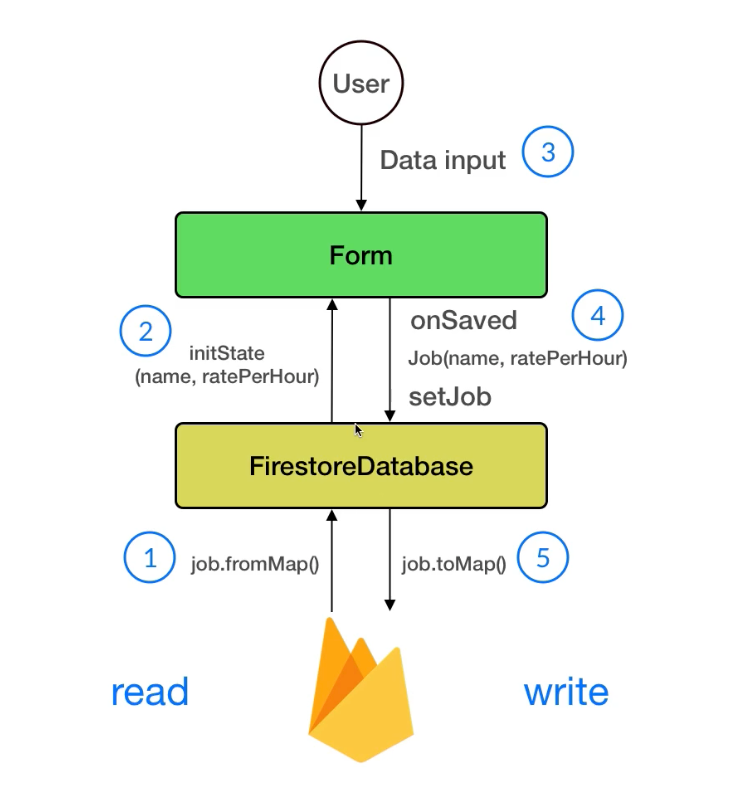 User
Data input
3
Form
2
initState
(name, ratePerHour)
onSaved
4
Job(name, ratePerHour)
setJob
FirestoreDatabase
1
job.fromMap()
job.toMap()
5
read
write